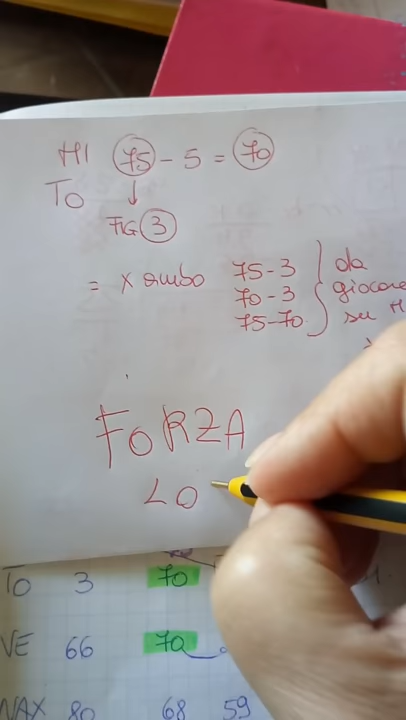 MI 75 - 5 = 70
TO
FIG 3
= X ambo 75-3
70-3
75-70
da
giocare
su
FORZA
LO
TO 3 70
VE 66 70
NAZ 80 68 59